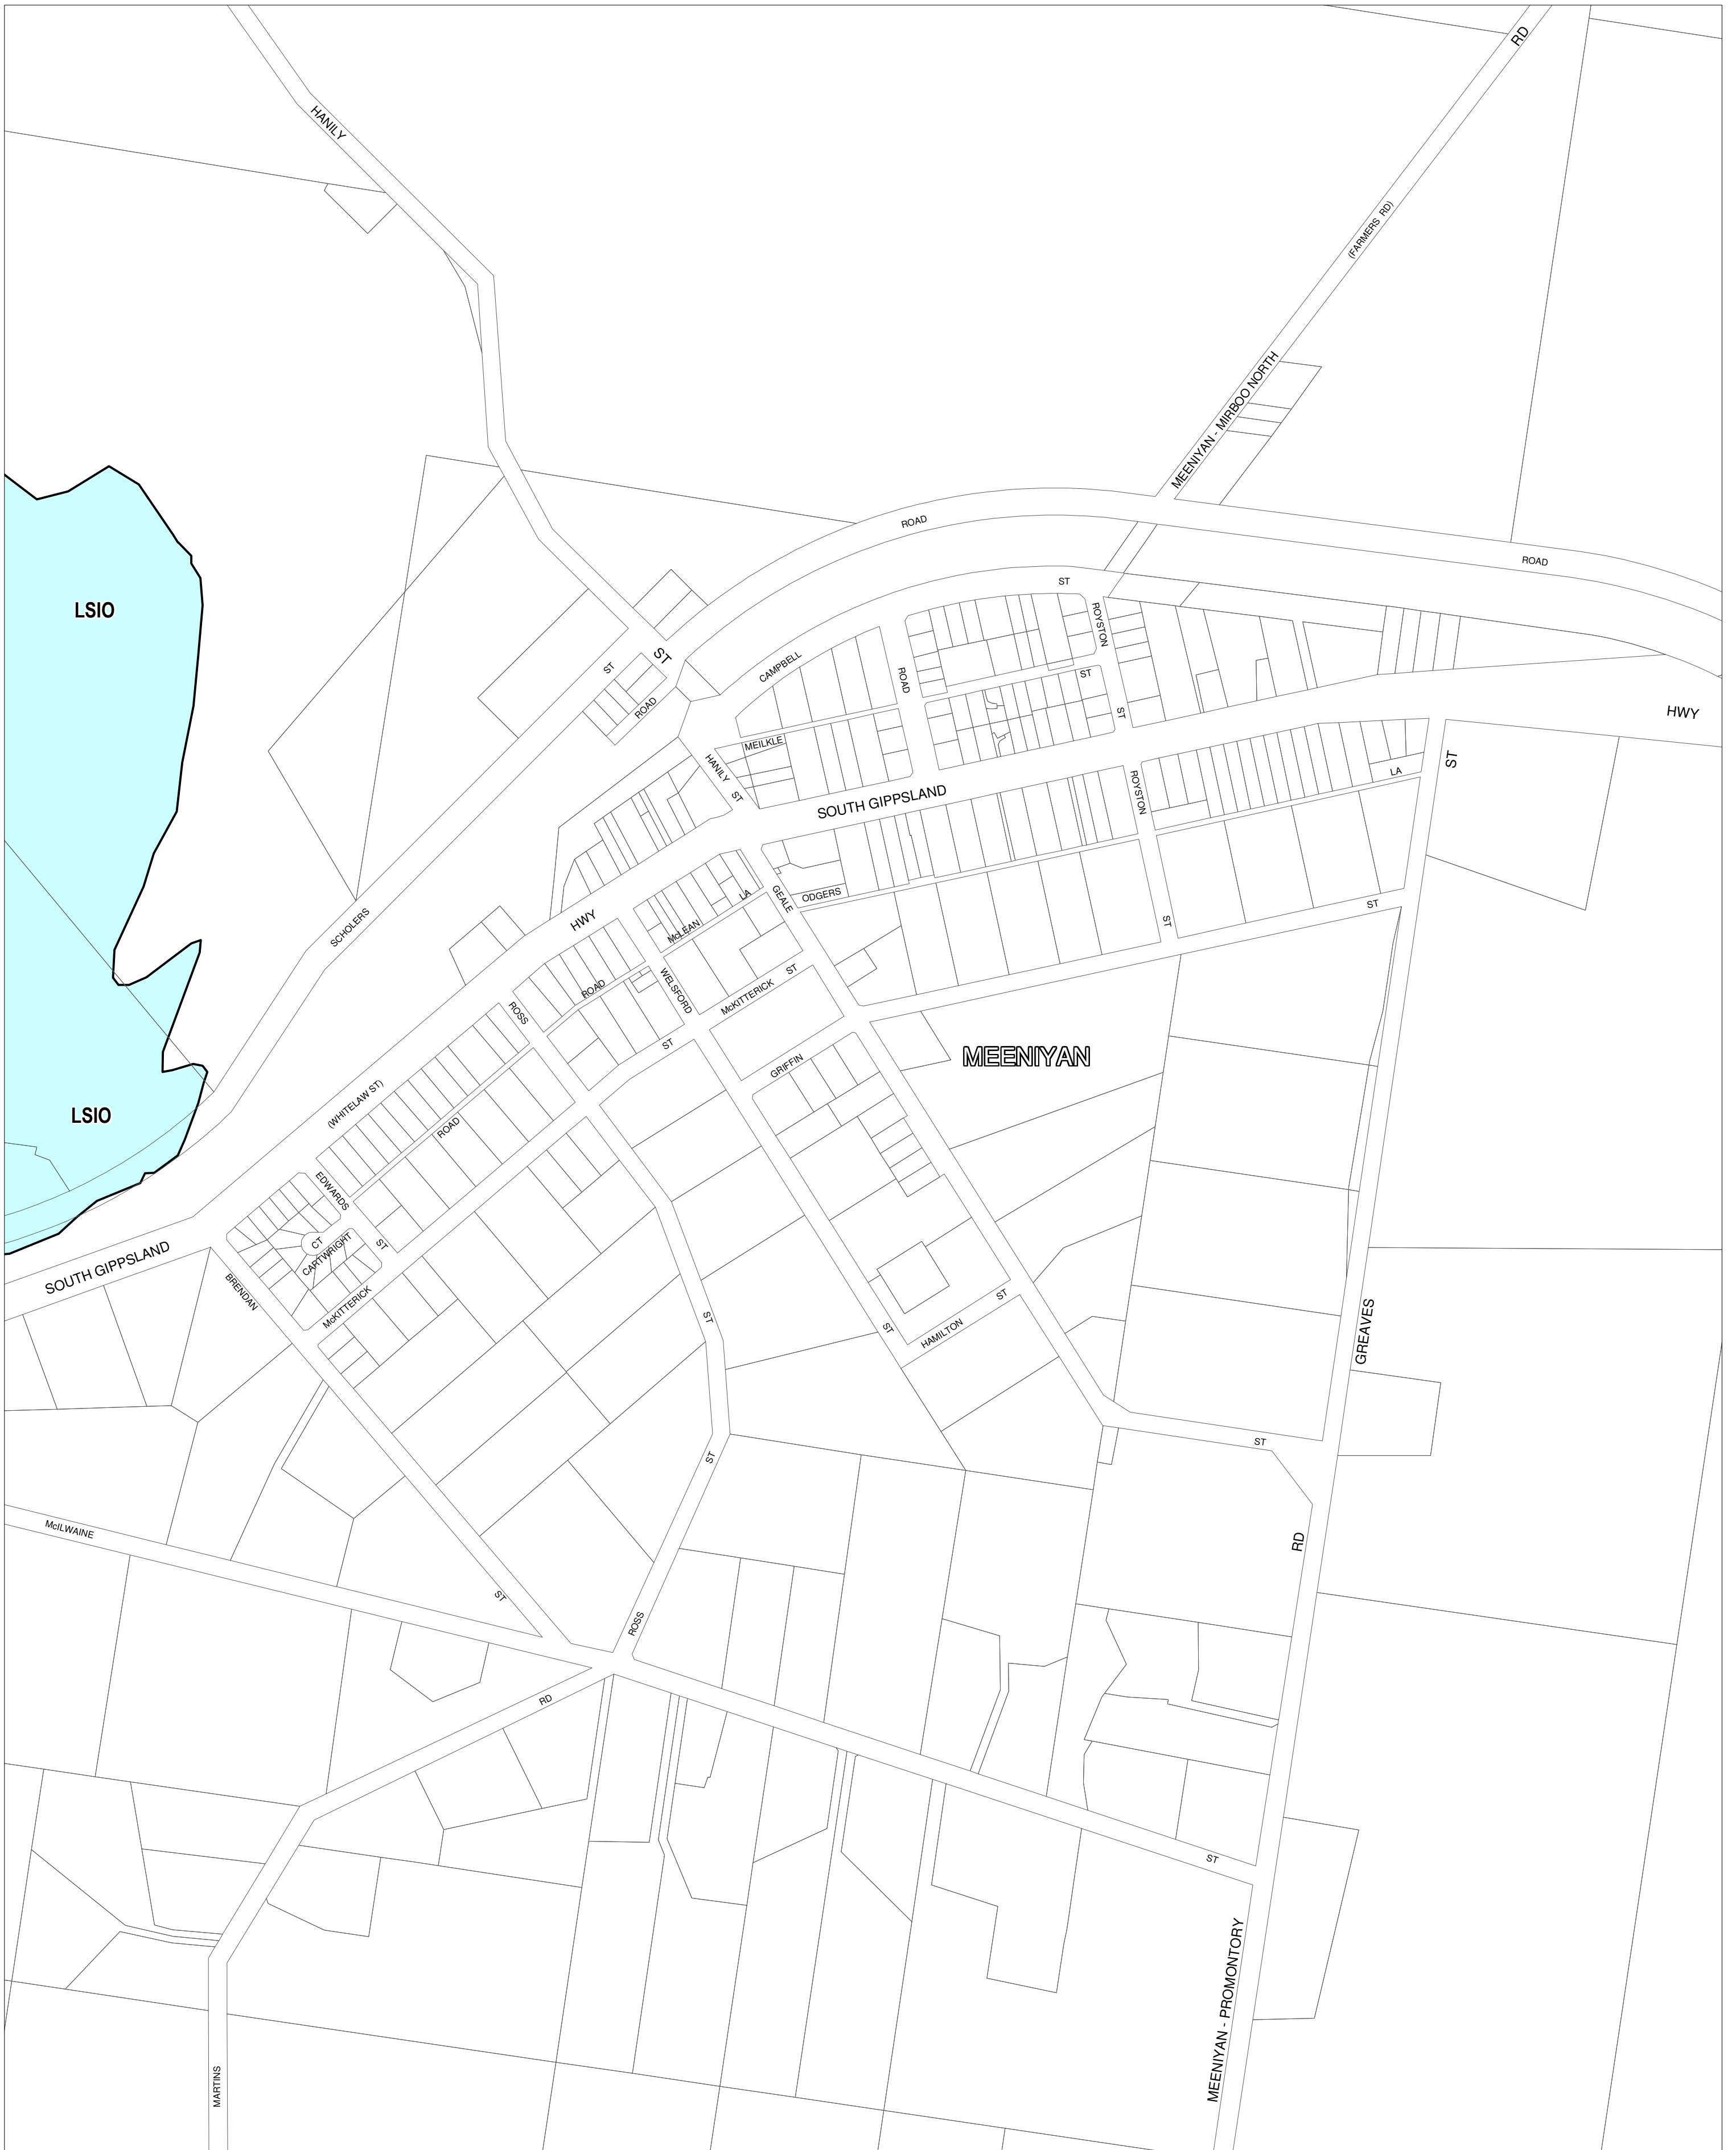 RD
HANILY
(FARMERS RD)
MEENIYAN - MIRBOO NORTH
ROAD
ROAD
LSIO
ST
ROYSTON
ST
ST
CAMPBELL
ROAD
ST
ROAD
ST
HWY
MEILKLE
HANILY
ST
ST
LA
ROYSTON
SOUTH GIPPSLAND
ODGERS
GEALE
LA
ST
HWY
ST
SCHOLERS
McLEAN
ST
WELSFORD
ROAD
McKITTERICK
ROSS
ST
MEENIYAN
GRIFFIN
(WHITELAW ST)
LSIO
ROAD
EDWARDS
ST
CT
CARTWRIGHT
SOUTH GIPPSLAND
BRENDAN
McKITTERICK
ST
ST
ST
HAMILTON
GREAVES
ST
ST
RD
McILWAINE
ST
ROSS
RD
ST
MEENIYAN - PROMONTORY
MARTINS